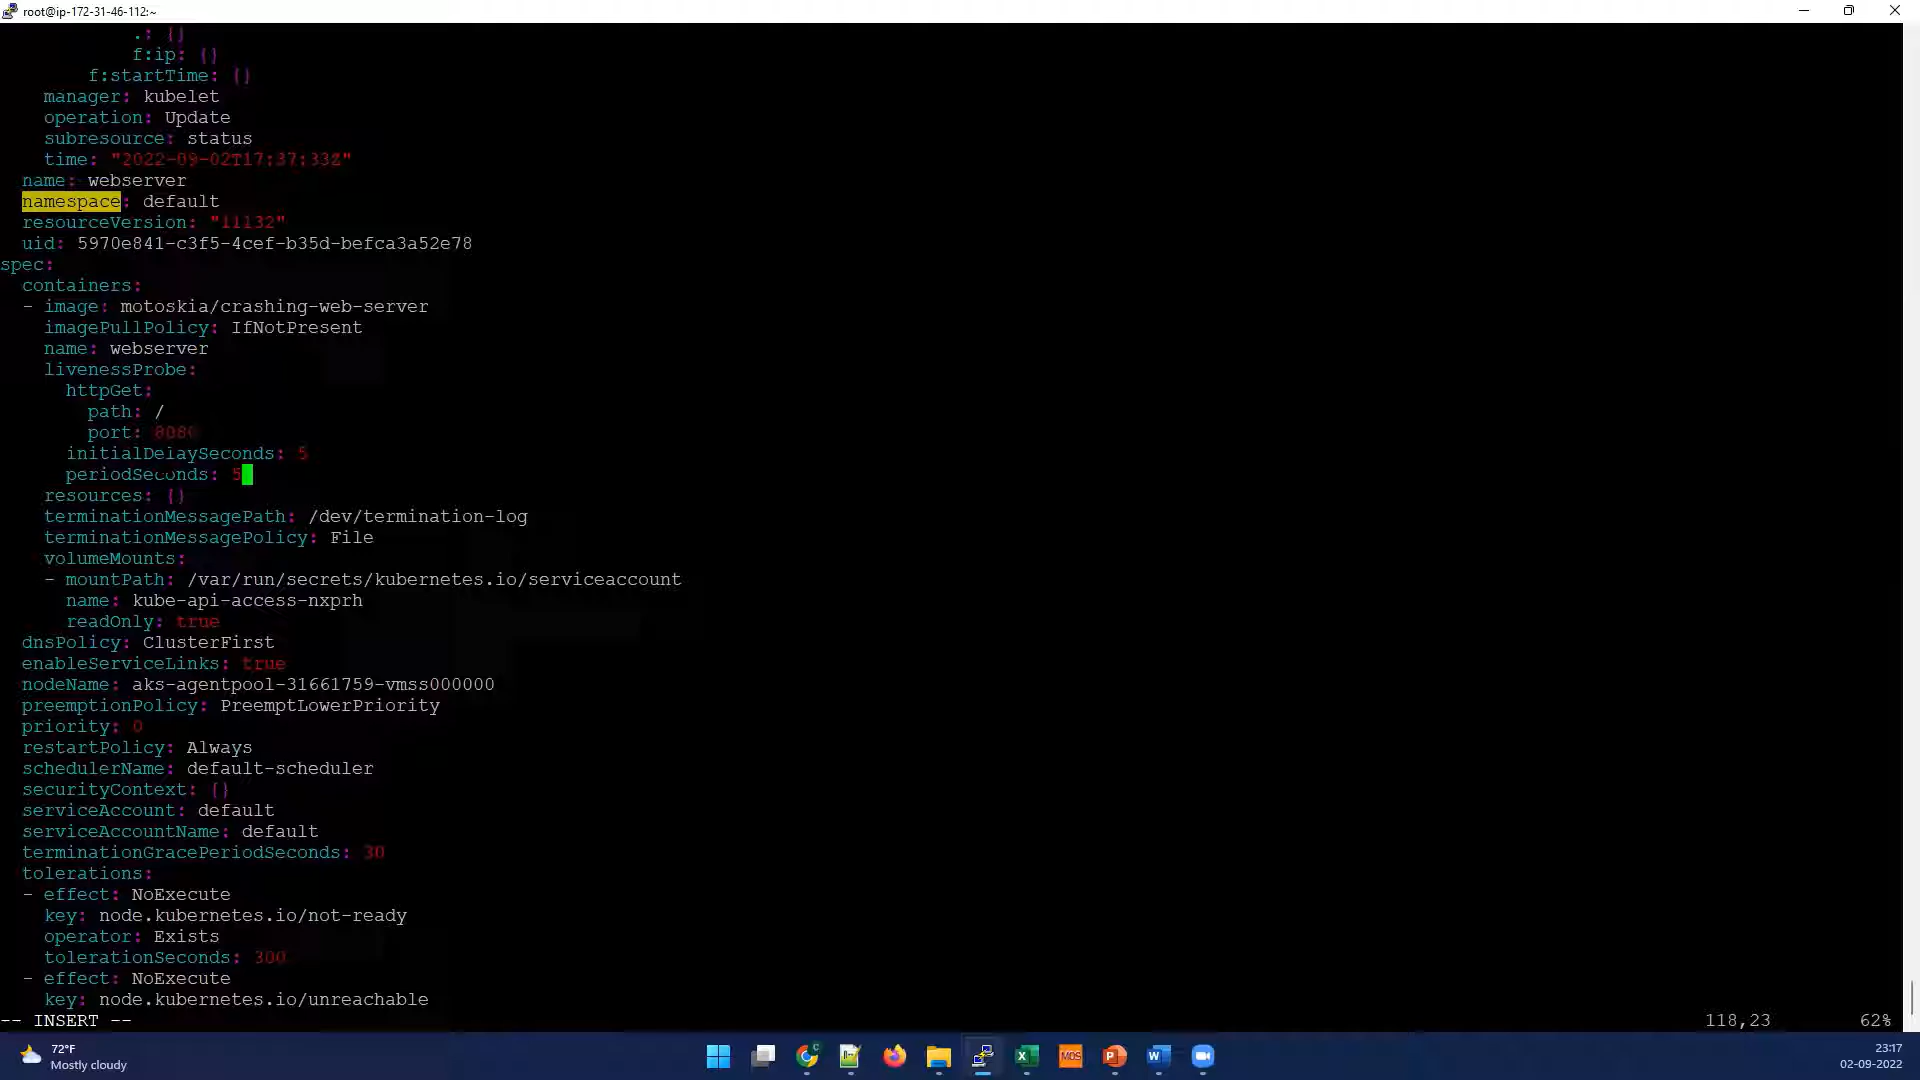 root@ip-172-31-46-112:~
.: {}
f:ip: {}
f:startTime: {}
manager: kubelet
operation: Update
subresource: status
time: "2022-09-02T17:37:33Z"
name: webserver
namespace: default
resourceVersion: "11132"
uid: 5970e841-c3f5-4cef-b35d-befca3a52e78
spec:
containers:
- image: motoskia/crashing-web-server
imagePullPolicy: IfNotPresent
name: webserver
livenessProbe:
httpGet:
path: /
port: 8080
initialDelaySeconds: 5
periodSeconds: 5
resources: {}
terminationMessagePath: /dev/termination-log
terminationMessagePolicy: File
volumeMounts:
- mountPath: /var/run/secrets/kubernetes.io/serviceaccount
name: kube-api-access-nxprh
readOnly: true
dnsPolicy: ClusterFirst
enableServiceLinks: true
nodeName: aks-agentpool-31661759-vmss000000
preemptionPolicy: PreemptLowerPriority
priority: 0
restartPolicy: Always
schedulerName: default-scheduler
securityContext: {}
serviceAccount: default
serviceAccountName: default
terminationGracePeriodSeconds: 30
tolerations:
- effect: NoExecute
key: node.kubernetes.io/not-ready
operator: Exists
tolerationSeconds: 300
- effect: NoExecute
key: node.kubernetes.io/unreachable
-- INSERT -- 118,23 62%
72°F
Mostly cloudy
MOS
23:17
02-09-2022